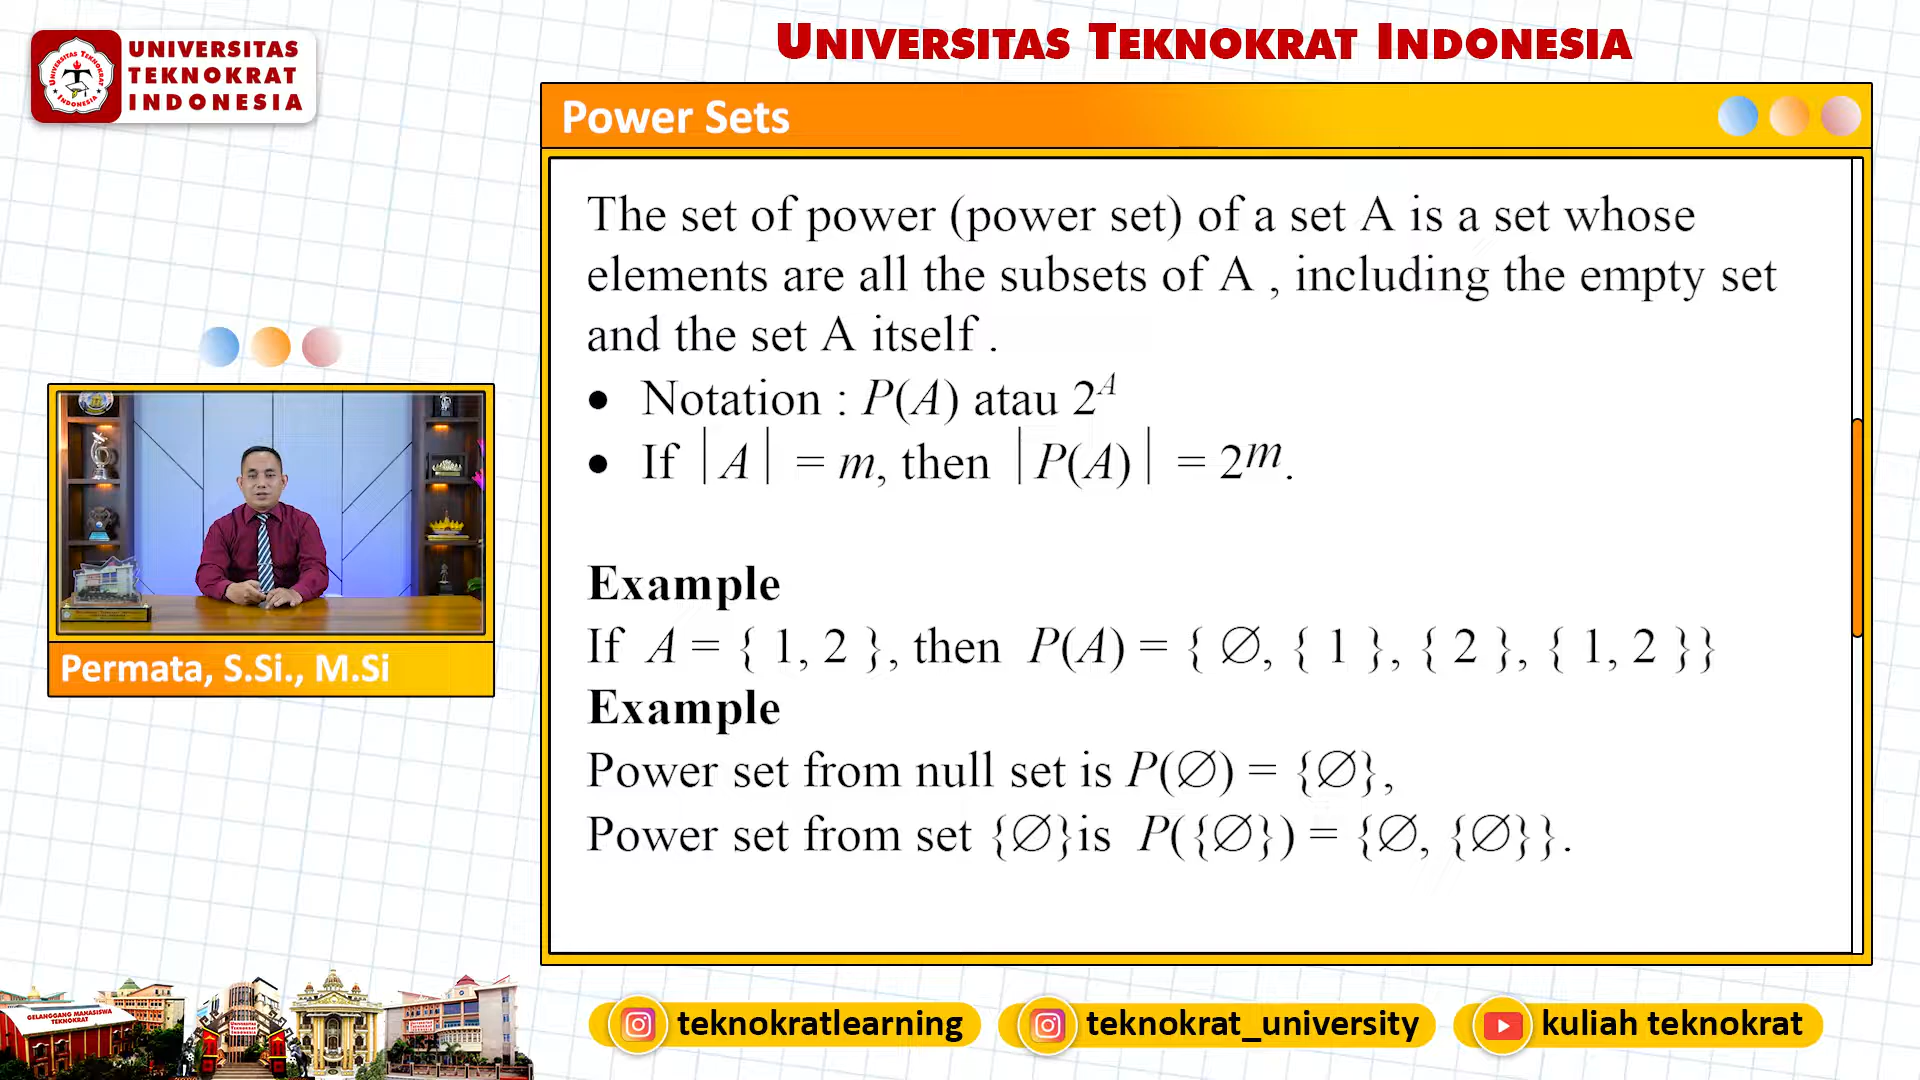 UNIVERSITAS
TEKNOKRAT
INDONESIA
UNIVERSITAS TEKNOKRAT INDONESIA
Power Sets
The set of power (power set) of a set A is a set whose
elements are all the subsets of A , including the empty set
and the set A itself .
• Notation : P(A) atau 2^A
• If |A| = m, then |P(A)| = 2^m.
Example
If A = { 1, 2 }, then P(A) = { ∅, { 1 }, { 2 }, { 1, 2 }}
Example
Power set from null set is P(∅) = {∅},
Power set from set {∅}is P({∅}) = {∅, {∅}}.
Permata, S.Si., M.Si
GELANGGANG MAHASISWA
TEKNOKRAT
teknokratlearning
teknokrat_university
kuliah teknokrat